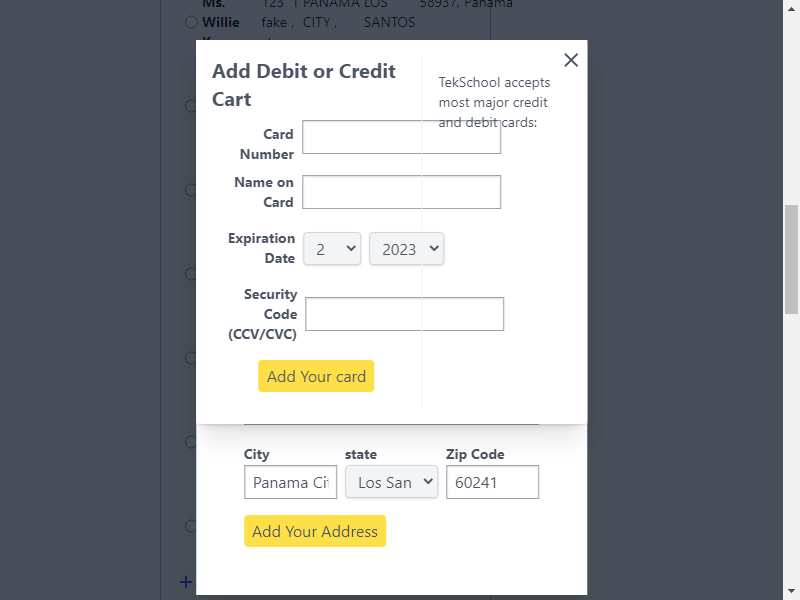 Ms. 123 PANAMA LOS 58937, Panama
Willie fake , CITY , SANTOS
Add Debit or Credit
Cart
TekSchool accepts
most major credit
and debit cards:
Card
Number
Name on
Card
Expiration
Date
2
2023
Security
Code
(CCV/CVC)
Add Your card
City state Zip Code
Panama Ci Los San 60241
Add Your Address